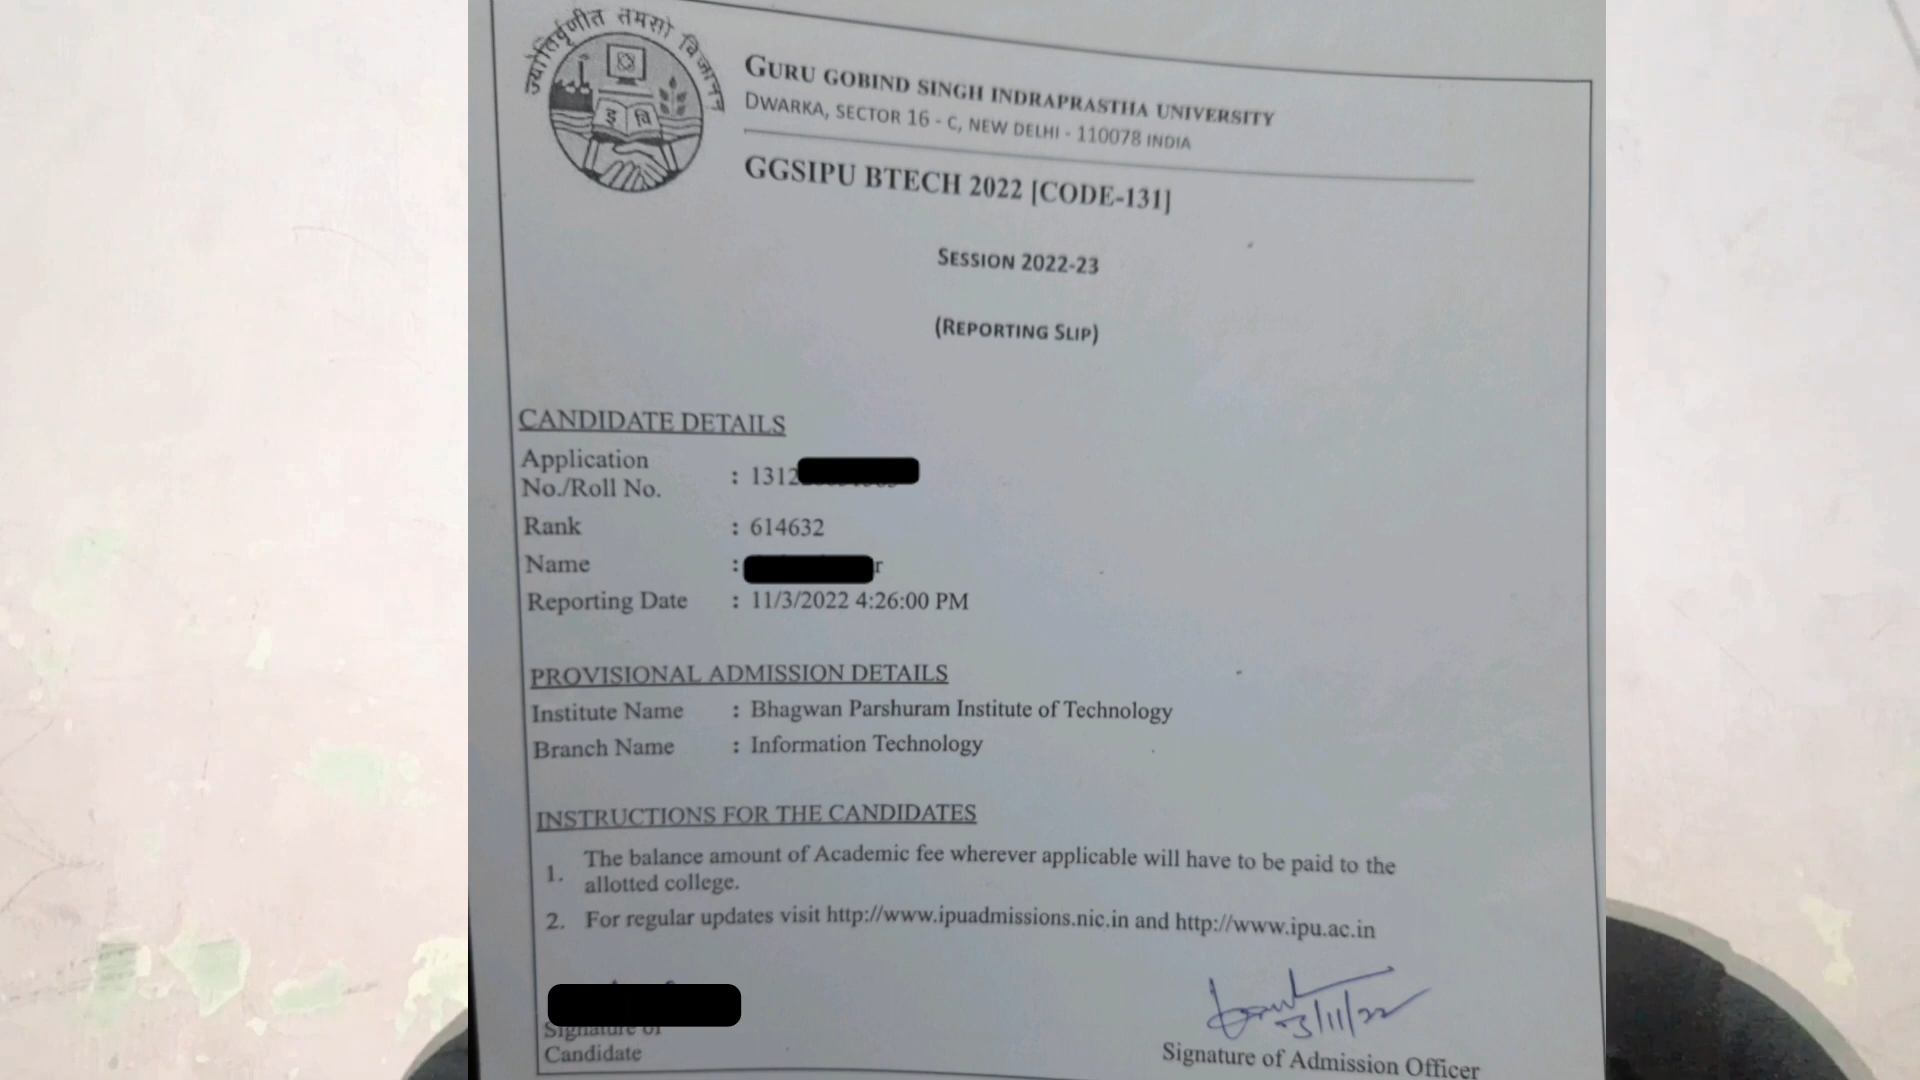 ज्योतिर्वृणीत तमसो विजानन
इ वि
GURU GOBIND SINGH INDRAPRASTHA UNIVERSITY
DWARKA, SECTOR 16 - C, NEW DELHI - 110078 INDIA
GGSIPU BTECH 2022 [CODE-131]
SESSION 2022-23
(REPORTING SLIP)
CANDIDATE DETAILS
Application
No./Roll No. : 1312
Rank : 614632
Name : r
Reporting Date : 11/3/2022 4:26:00 PM
PROVISIONAL ADMISSION DETAILS
Institute Name : Bhagwan Parshuram Institute of Technology
Branch Name : Information Technology
INSTRUCTIONS FOR THE CANDIDATES
1. The balance amount of Academic fee wherever applicable will have to be paid to the
allotted college.
2. For regular updates visit http://www.ipuadmissions.nic.in and http://www.ipu.ac.in
3/11/22
Signature of
Candidate
Signature of Admission Officer